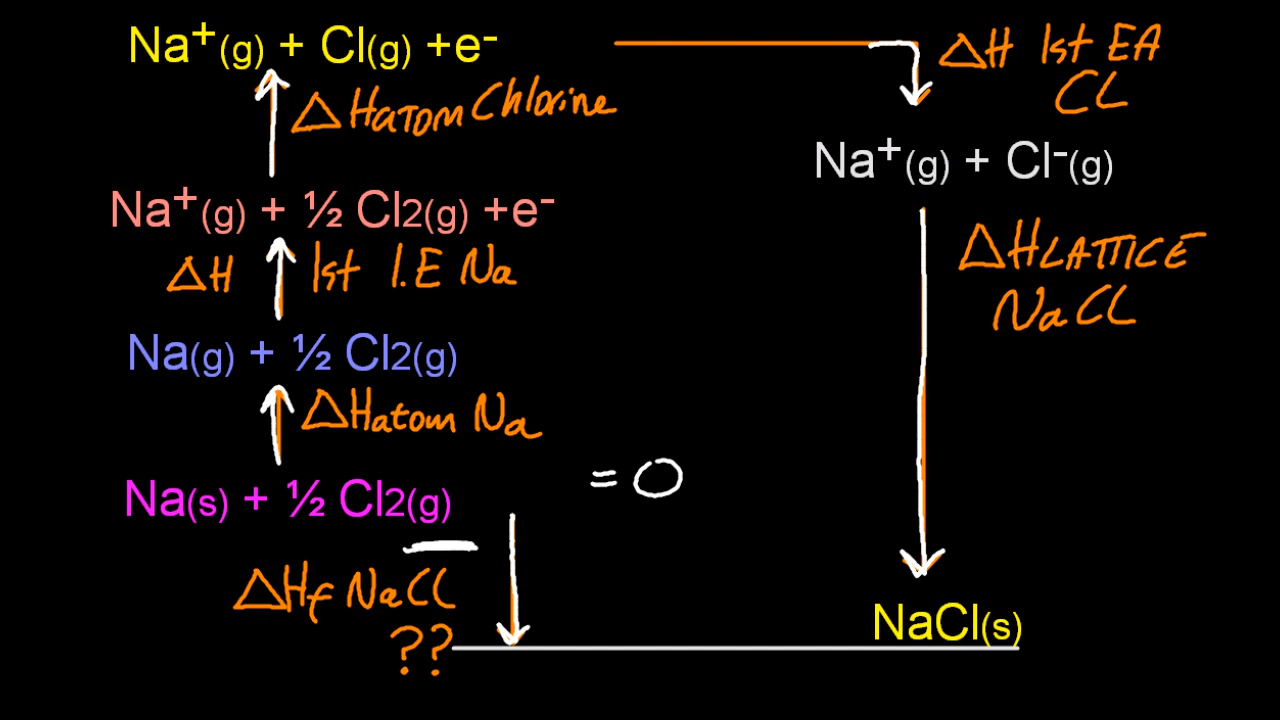 Na⁺(g) + Cl(g) +e⁻
ΔHatom Chlorine
Na⁺(g) + ½ Cl2(g) +e⁻
ΔH 1st I.E Na
Na(g) + ½ Cl2(g)
ΔHatom Na
Na(s) + ½ Cl2(g)
= O
ΔHf NaCL
??
ΔH 1st EA
CL
Na⁺(g) + Cl⁻(g)
ΔHLATTICE
NaCL
NaCl(s)